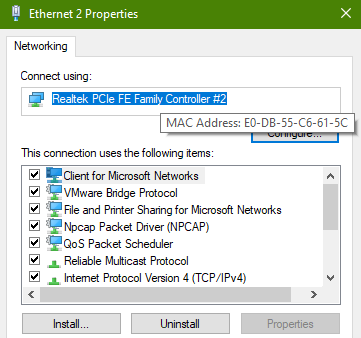 Ethernet 2 Properties
Networking
Connect using:
Realtek PCIe FE Family Controller #2
MAC Address: E0-DB-55-C6-61-5C
Configure...
This connection uses the following items:
Client for Microsoft Networks
VMware Bridge Protocol
File and Printer Sharing for Microsoft Networks
Npcap Packet Driver (NPCAP)
QoS Packet Scheduler
Reliable Multicast Protocol
Internet Protocol Version 4 (TCP/IPv4)
Install... Uninstall Properties